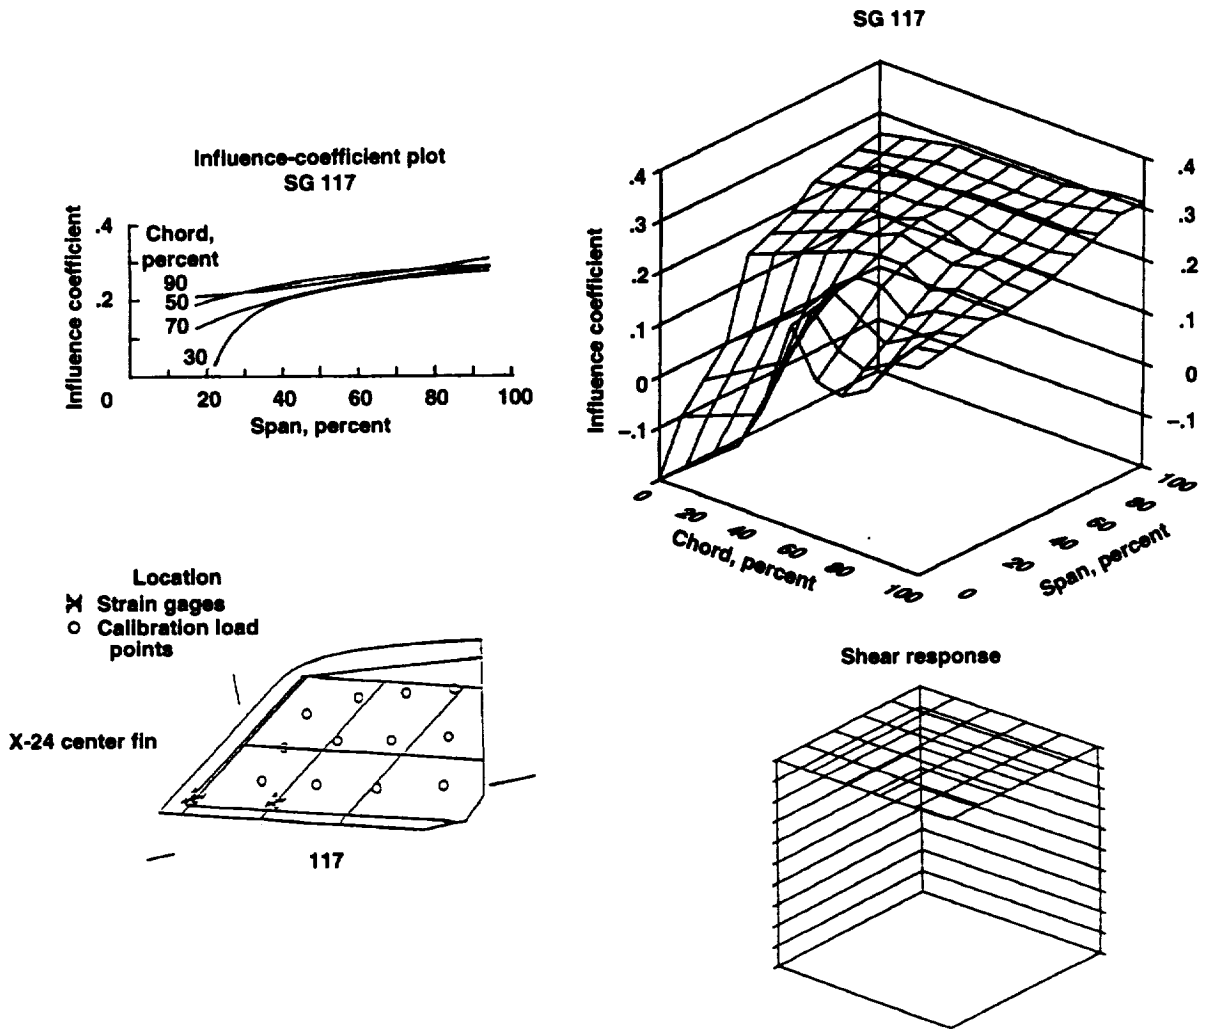 SG 117
Influence-coefficient plot
SG 117
Influence coefficient
.4
.2
0
Chord,
percent
90
50
70
30
20
40
60
80
100
Span, percent
Influence coefficient
.4
.3
.2
.1
0
–.1
.4
.3
.2
.1
0
–.1
0
20
40
60
80
100
Chord, percent
0
20
40
60
80
100
Span, percent
Location
Strain gages
Calibration load
points
X-24 center fin
117
Shear response